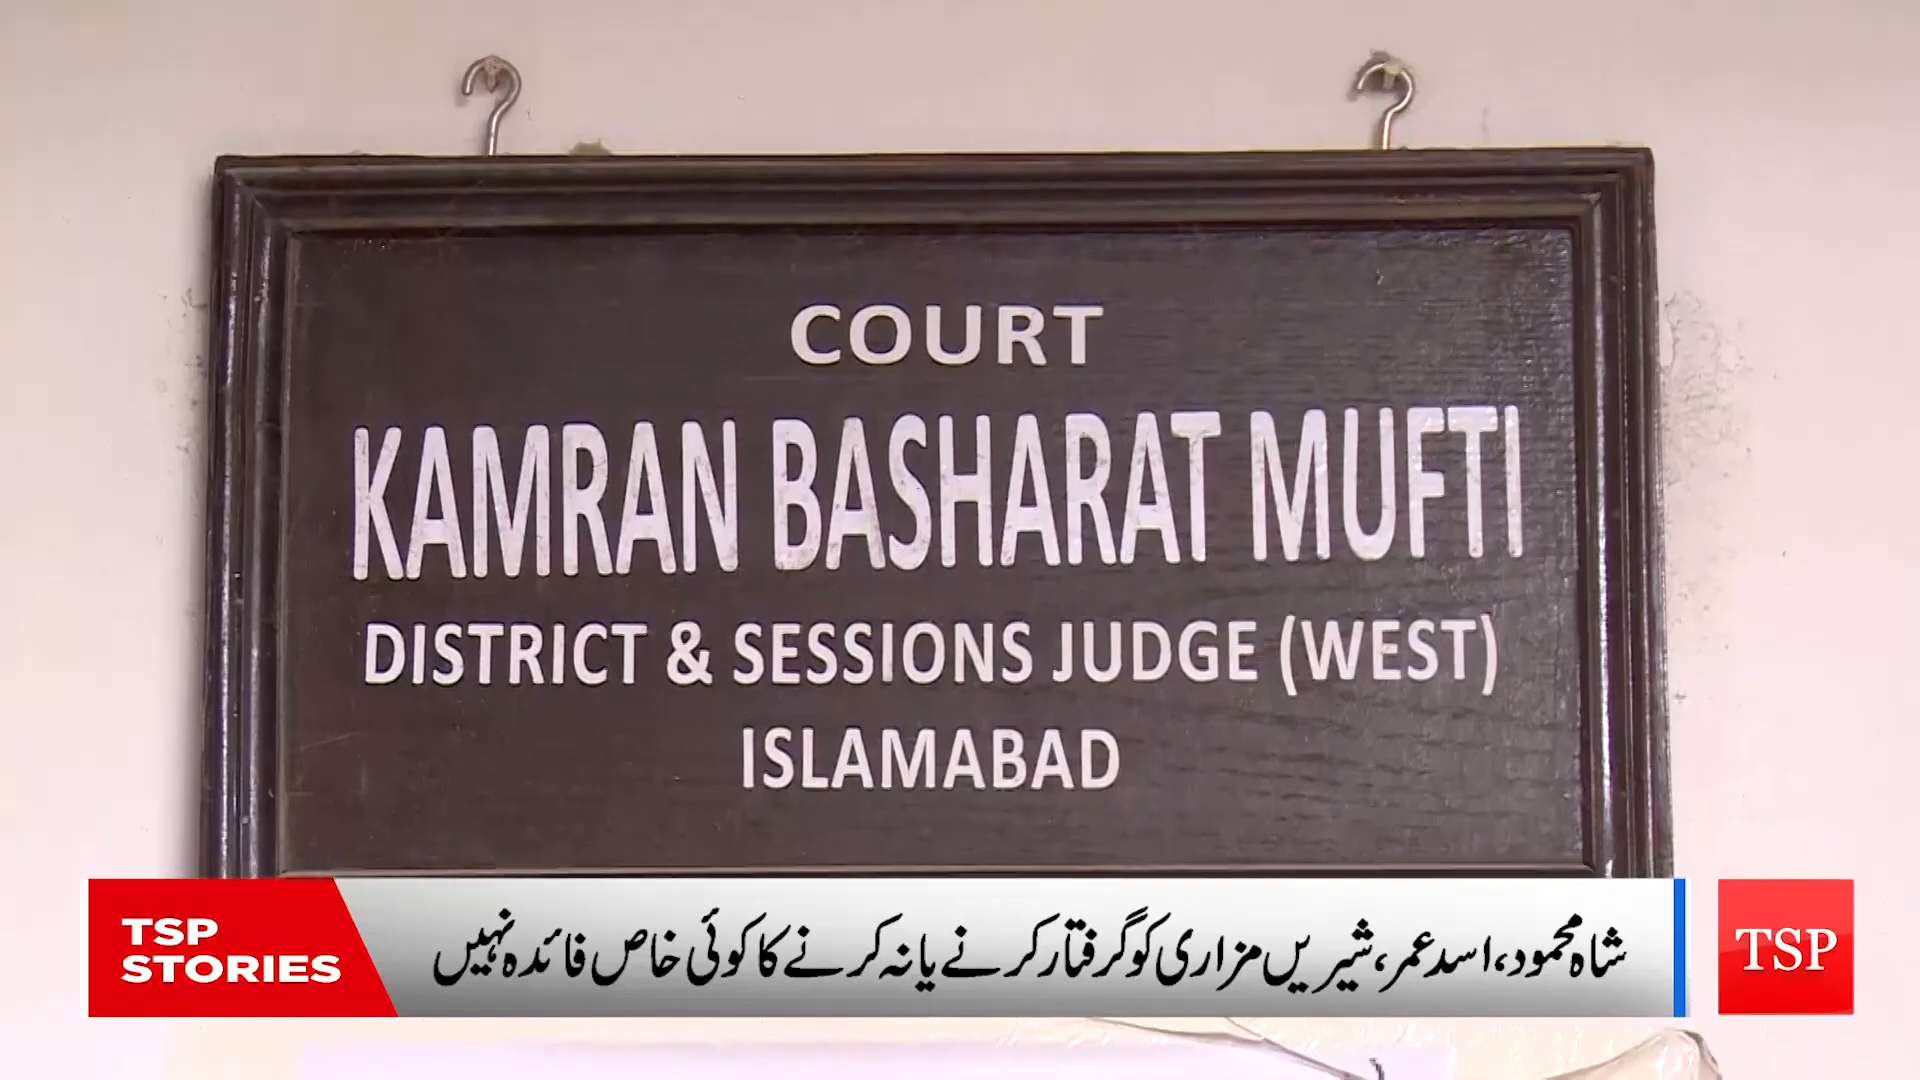 COURT
KAMRAN BASHARAT MUFTI
DISTRICT & SESSIONS JUDGE (WEST)
ISLAMABAD
TSP
STORIES
شاہ محمود، اسد عمر، شیریں مزاری کو گرفتار کرنے یا نہ کرنے کا کوئی خاص فائدہ نہیں
TSP